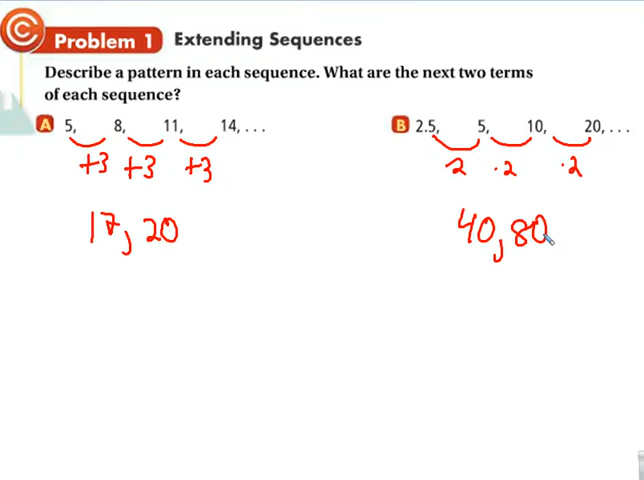 Problem 1 Extending Sequences
Describe a pattern in each sequence. What are the next two terms
of each sequence?
A 5, 8, 11, 14, . . .
+3 +3 +3
17, 20
B 2.5, 5, 10, 20, . . .
·2 ·2 ·2
40, 80